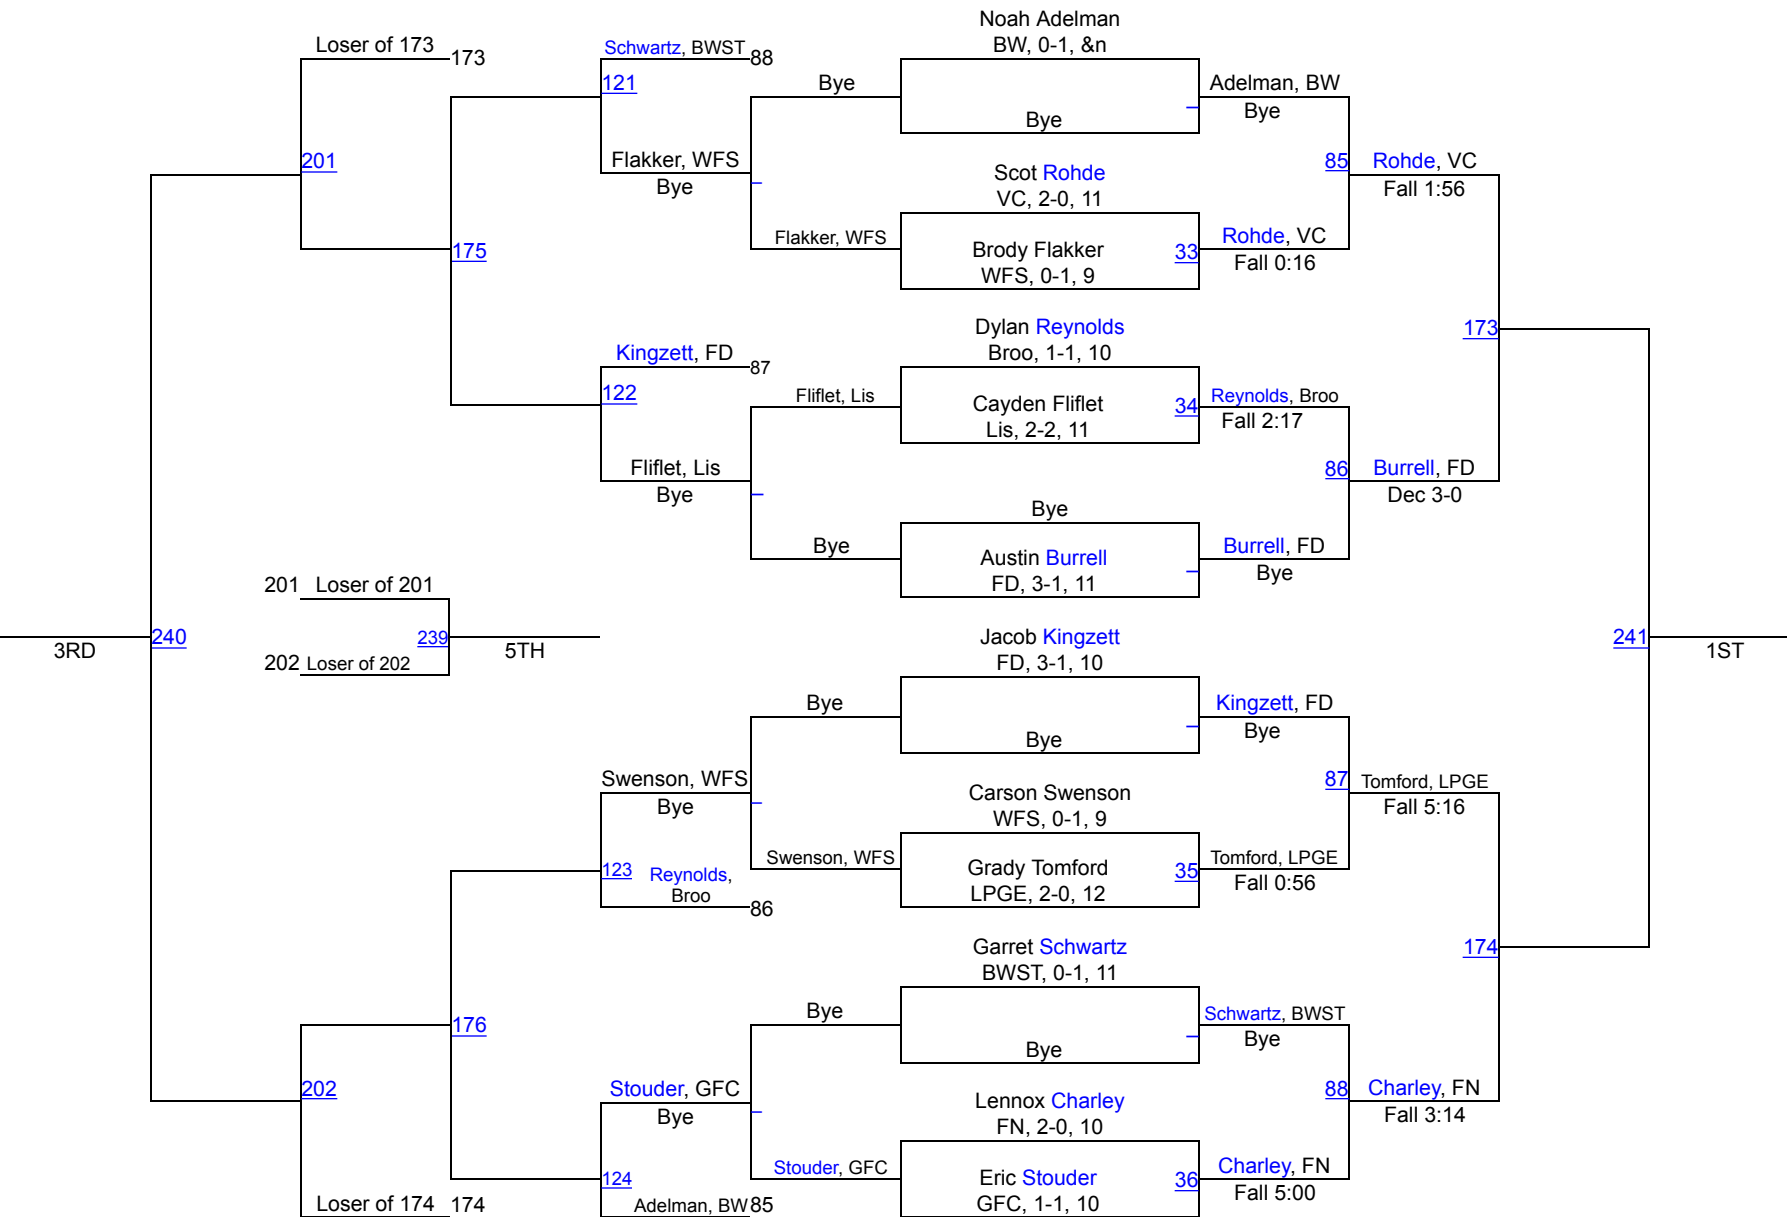 Noah Adelman
BW, 0-1, &n
Loser of 173
173
Schwartz, BWST
88
121
Bye
Adelman, BW
Bye
Bye
201
Flakker, WFS
Bye
Scot Rohde
VC, 2-0, 11
85
Rohde, VC
Fall 1:56
175
Flakker, WFS
Brody Flakker
WFS, 0-1, 9
33
Rohde, VC
Fall 0:16
Dylan Reynolds
Broo, 1-1, 10
173
Kingzett, FD
87
122
Fliflet, Lis
Cayden Fliflet
Lis, 2-2, 11
34
Reynolds, Broo
Fall 2:17
Fliflet, Lis
Bye
86
Burrell, FD
Dec 3-0
Bye
Bye
Austin Burrell
FD, 3-1, 11
Burrell, FD
Bye
201
Loser of 201
240
3RD
239
5TH
202
Loser of 202
Jacob Kingzett
FD, 3-1, 10
241
1ST
Bye
Bye
Kingzett, FD
Bye
Swenson, WFS
Bye
Carson Swenson
WFS, 0-1, 9
87
Tomford, LPGE
Fall 5:16
123
Reynolds,
Broo
86
Swenson, WFS
Grady Tomford
LPGE, 2-0, 12
35
Tomford, LPGE
Fall 0:56
Garret Schwartz
BWST, 0-1, 11
174
176
Bye
Bye
Schwartz, BWST
Bye
202
Stouder, GFC
Bye
Lennox Charley
FN, 2-0, 10
88
Charley, FN
Fall 3:14
124
Stouder, GFC
Eric Stouder
GFC, 1-1, 10
36
Charley, FN
Fall 5:00
Loser of 174
174
Adelman, BW
85